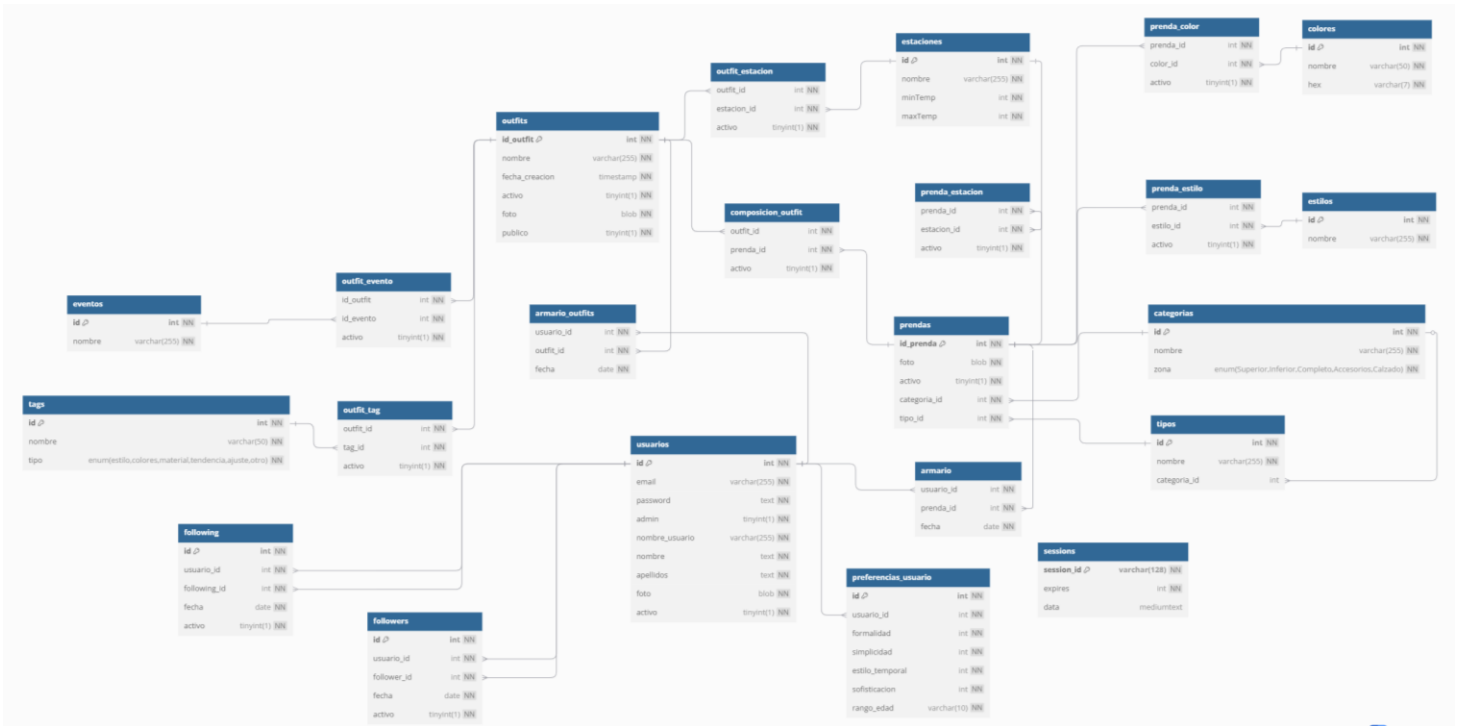 prenda_color
prenda_id int NN
color_id int NN
activo tinyint(1) NN
colores
id int NN
nombre varchar(50) NN
hex varchar(7) NN
estaciones
id int NN
nombre varchar(255) NN
minTemp int NN
maxTemp int NN
outfit_estacion
outfit_id int NN
estacion_id int NN
activo tinyint(1) NN
outfits
id_outfit int NN
nombre varchar(255) NN
fecha_creacion timestamp NN
activo tinyint(1) NN
foto blob NN
publico tinyint(1) NN
prenda_estacion
prenda_id int NN
estacion_id int NN
activo tinyint(1) NN
prenda_estilo
prenda_id int NN
estilo_id int NN
activo tinyint(1) NN
estilos
id int NN
nombre varchar(255) NN
composicion_outfit
outfit_id int NN
prenda_id int NN
activo tinyint(1) NN
outfit_evento
id_outfit int NN
id_evento int NN
activo tinyint(1) NN
eventos
id int NN
nombre varchar(255) NN
armario_outfits
usuario_id int NN
outfit_id int NN
fecha date NN
prendas
id_prenda int NN
foto blob NN
activo tinyint(1) NN
categoria_id int NN
tipo_id int NN
categorias
id int NN
nombre varchar(255) NN
zona enum(Superior,Inferior,Completo,Accesorios,Calzado) NN
tags
id int NN
nombre varchar(50) NN
tipo enum(estilo,colores,material,tendencia,ajuste,otro) NN
outfit_tag
outfit_id int NN
tag_id int NN
activo tinyint(1) NN
tipos
id int NN
nombre varchar(255) NN
categoria_id int
usuarios
id int NN
email varchar(255) NN
password text NN
admin tinyint(1) NN
nombre_usuario varchar(255) NN
nombre text NN
apellidos text NN
foto blob NN
activo tinyint(1) NN
armario
usuario_id int NN
prenda_id int NN
fecha date NN
following
id int NN
usuario_id int NN
following_id int NN
fecha date NN
activo tinyint(1) NN
sessions
session_id varchar(128) NN
expires int NN
data mediumtext
preferencias_usuario
id int NN
usuario_id int NN
formalidad int NN
simplicidad int NN
estilo_temporal int NN
sofisticacion int NN
rango_edad varchar(10) NN
followers
id int NN
usuario_id int NN
follower_id int NN
fecha date NN
activo tinyint(1) NN